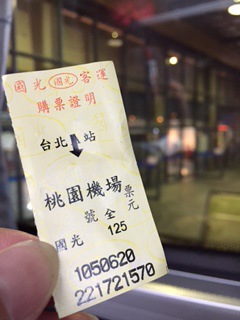 國光 國光 客運
購票證明
台北 站
桃園機場
票
號 全 元
國光 125
1050620
221721570